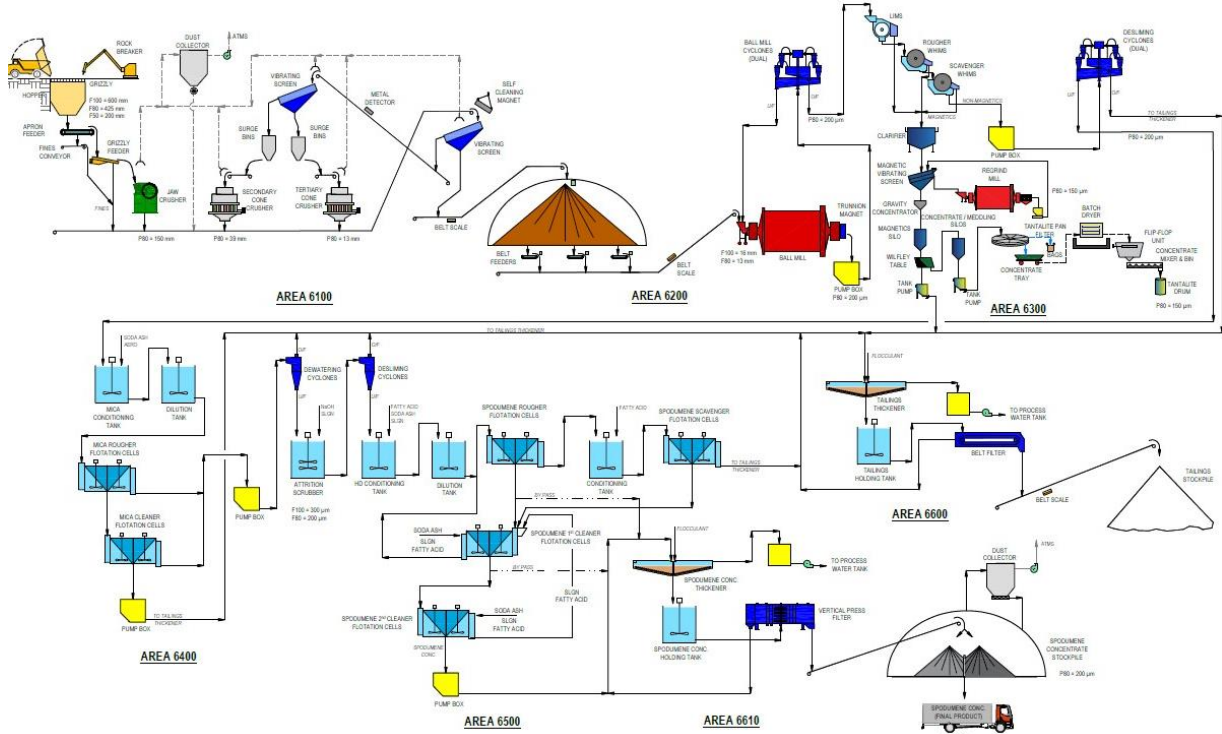 ROCK
BREAKER
DUST
COLLECTOR
ATMS
GRIZZLY
HOPPER
F100 = 600 mm
F80 = 425 mm
F50 = 200 mm
APRON
FEEDER
FINES
CONVEYOR
GRIZZLY
FEEDER
JAW
CRUSHER
FINES
P80 = 150 mm
VIBRATING
SCREEN
SURGE
BINS
SURGE
BINS
SECONDARY
CONE
CRUSHER
TERTIARY
CONE
CRUSHER
P80 = 39 mm
P80 = 13 mm
METAL
DETECTOR
SELF
CLEANING
MAGNET
VIBRATING
SCREEN
BELT SCALE
AREA 6100
BELT
FEEDERS
BELT
SCALE
AREA 6200
BALL MILL
CYCLONES
(DUAL)
U/F
O/F
P80 = 200 µm
F100 = 16 mm
F80 = 13 mm
BALL MILL
TRUNNION
MAGNET
PUMP BOX
P80 = 200 µm
LIMS
ROUGHER
WHIMS
SCAVENGER
WHIMS
NON-MAGNETICS
MAGNETICS
PUMP BOX
DESLIMING
CYCLONES
(DUAL)
U/F
O/F
TO TAILINGS
THICKENER
P80 = 200 µm
CLARIFIER
MAGNETIC
VIBRATING
SCREEN
REGRIND
MILL
P80 = 150 µm
GRAVITY
CONCENTRATOR
CONCENTRATE / MEDDLING
SILOS
MAGNETICS
SILO
WILFLEY
TABLE
TANK
PUMP
TANK
PUMP
TANTALITE PAN
FILTER
BAGS
CONCENTRATE
TRAY
BATCH
DRYER
FLIP-FLOP
UNIT
CONCENTRATE
MIXER & BIN
TANTALITE
DRUM
P80 = 150 µm
AREA 6300
TO TAILINGS THICKENER
SODA ASH
MICA
CONDITIONING
TANK
DILUTION
TANK
MICA ROUGHER
FLOTATION CELLS
MICA CLEANER
FLOTATION CELLS
PUMP BOX
TO TAILINGS
THICKENER
PUMP BOX
AREA 6400
O/F
DEWATERING
CYCLONES
U/F
NaOH
SLGN
ATTRITION
SCRUBBER
F100 = 300 µm
F80 = 200 µm
O/F
DESLIMING
CYCLONES
U/F
FATTY ACID
SODA ASH
SLGN
HD CONDITIONING
TANK
DILUTION
TANK
SPODUMENE ROUGHER
FLOTATION CELLS
FATTY ACID
CONDITIONING
TANK
SPODUMENE SCAVENGER
FLOTATION CELLS
TO TAILINGS
THICKENER
BY PASS
SODA ASH
SLGN
FATTY ACID
SPODUMENE 1ST CLEANER
FLOTATION CELLS
BY PASS
SLGN
FATTY ACID
SPODUMENE 2ND CLEANER
FLOTATION CELLS
SODA ASH
SLGN
FATTY ACID
SPODUMENE
CONC
PUMP BOX
AREA 6500
FLOCCULANT
SPODUMENE CONC.
THICKENER
TO PROCESS
WATER TANK
SPODUMENE CONC.
HOLDING TANK
VERTICAL PRESS
FILTER
AREA 6610
FLOCCULANT
TAILINGS
THICKENER
TO PROCESS
WATER TANK
TAILINGS
HOLDING TANK
BELT FILTER
AREA 6600
BELT SCALE
TAILINGS
STOCKPILE
DUST
COLLECTOR
ATMS
SPODUMENE
CONCENTRATE
STOCKPILE
P80 = 200 µm
SPODUMENE CONC.
(FINAL PRODUCT)